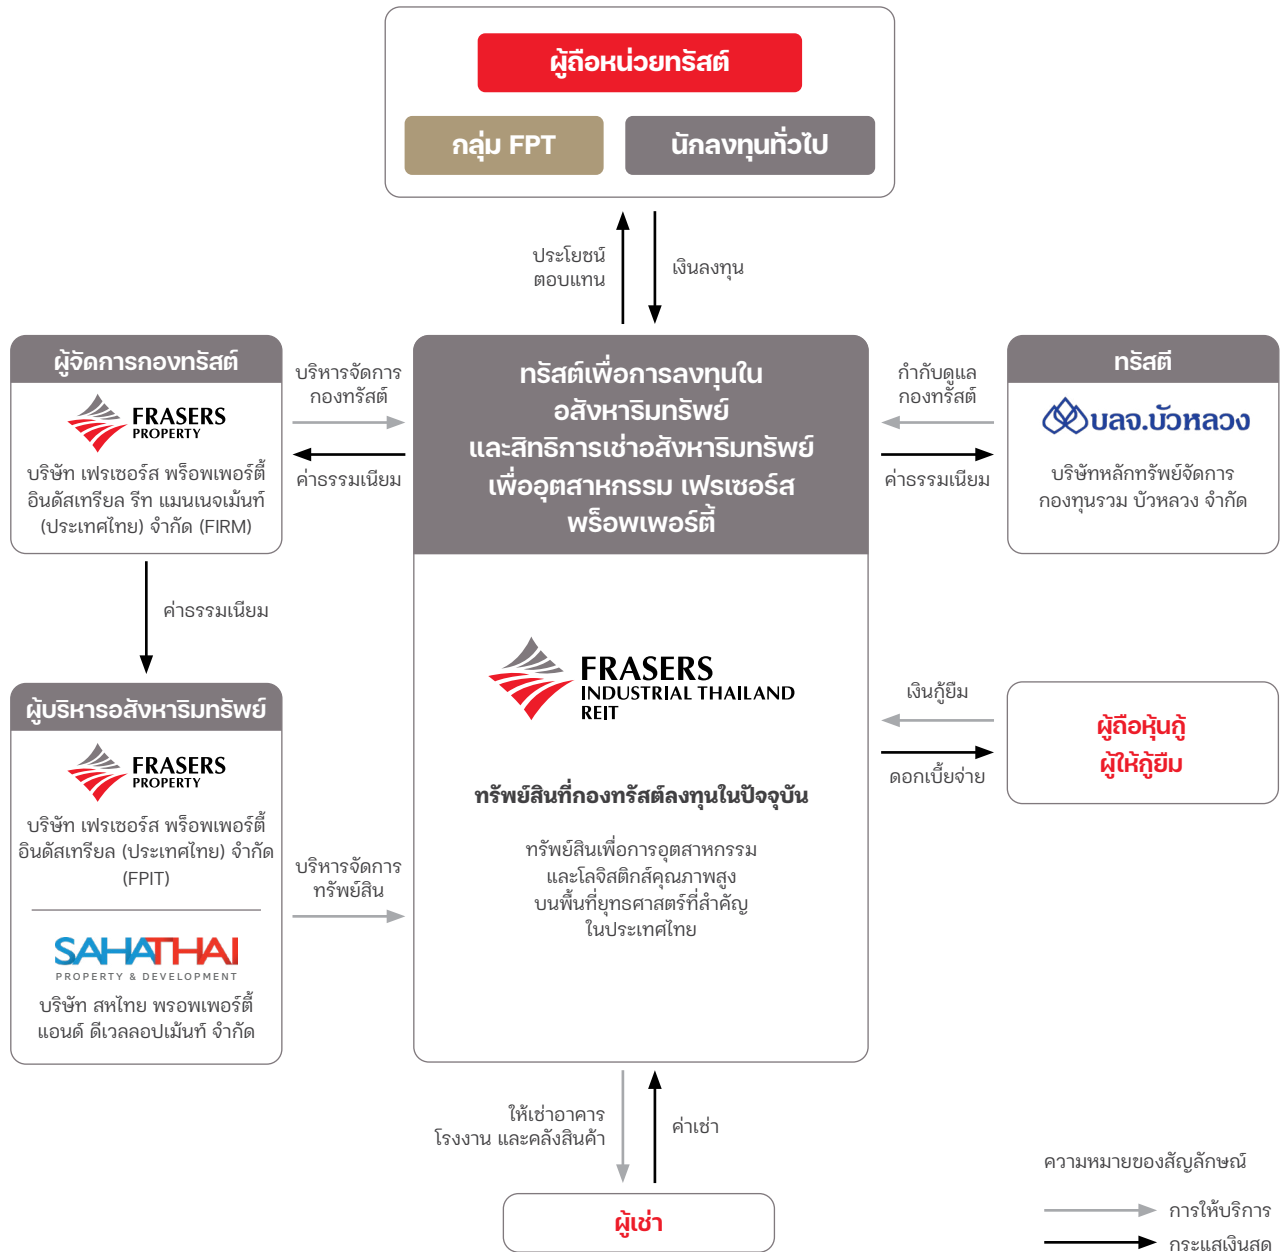 ผู้ถือหน่วยทรัสต์
กลุ่ม FPT
นักลงทุนทั่วไป
ประโยชน์
ตอบแทน
เงินลงทุน
ผู้จัดการกองทรัสต์
FRASERS
PROPERTY
บริษัท เฟรเซอร์ส พร็อพเพอร์ตี้
อินดัสเทรียล รีท แมนเนจเม้นท์
(ประเทศไทย) จำกัด (FIRM)
บริหารจัดการ
กองทรัสต์
ค่าธรรมเนียม
ทรัสต์เพื่อการลงทุนใน
อสังหาริมทรัพย์
และสิทธิการเช่าอสังหาริมทรัพย์
เพื่ออุตสาหกรรม เฟรเซอร์ส
พร็อพเพอร์ตี้
กำกับดูแล
กองทรัสต์
ค่าธรรมเนียม
ทรัสตี
บลจ.บัวหลวง
บริษัทหลักทรัพย์จัดการ
กองทุนรวม บัวหลวง จำกัด
ค่าธรรมเนียม
FRASERS
INDUSTRIAL THAILAND
REIT
ทรัพย์สินที่กองทรัสต์ลงทุนในปัจจุบัน
ทรัพย์สินเพื่อการอุตสาหกรรม
และโลจิสติกส์คุณภาพสูง
บนพื้นที่ยุทธศาสตร์ที่สำคัญ
ในประเทศไทย
เงินกู้ยืม
ดอกเบี้ยจ่าย
ผู้ถือหุ้นกู้
ผู้ให้กู้ยืม
ผู้บริหารอสังหาริมทรัพย์
FRASERS
PROPERTY
บริษัท เฟรเซอร์ส พร็อพเพอร์ตี้
อินดัสเทรียล (ประเทศไทย) จำกัด
(FPIT)
SAHATHAI
PROPERTY & DEVELOPMENT
บริษัท สหไทย พรอพเพอร์ตี้
แอนด์ ดีเวลลอปเม้นท์ จำกัด
บริหารจัดการ
ทรัพย์สิน
ให้เช่าอาคาร
โรงงาน และคลังสินค้า
ค่าเช่า
ผู้เช่า
ความหมายของสัญลักษณ์
การให้บริการ
กระแสเงินสด